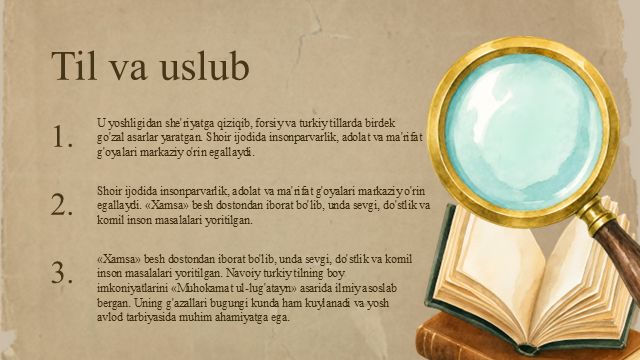 Til va uslub
1.
U yoshligidan she'riyatga qiziqib, forsiy va turkiy tillarda birdek
go'zal asarlar yaratgan. Shoir ijodida insonparvarlik, adolat va ma'rifat
g'oyalari markaziy o'rin egallaydi.
2.
Shoir ijodida insonparvarlik, adolat va ma'rifat g'oyalari markaziy o'rin
egallaydi. «Xamsa» besh dostondan iborat bo'lib, unda sevgi, do'stlik va
komil inson masalalari yoritilgan.
3.
«Xamsa» besh dostondan iborat bo'lib, unda sevgi, do'stlik va komil
inson masalalari yoritilgan. Navoiy turkiy tilning boy
imkoniyatlarini «Muhokamat ul-lug'atayn» asarida ilmiy asoslab
bergan. Uning g'azallari bugungi kunda ham kuylanadi va yosh
avlod tarbiyasida muhim ahamiyatga ega.